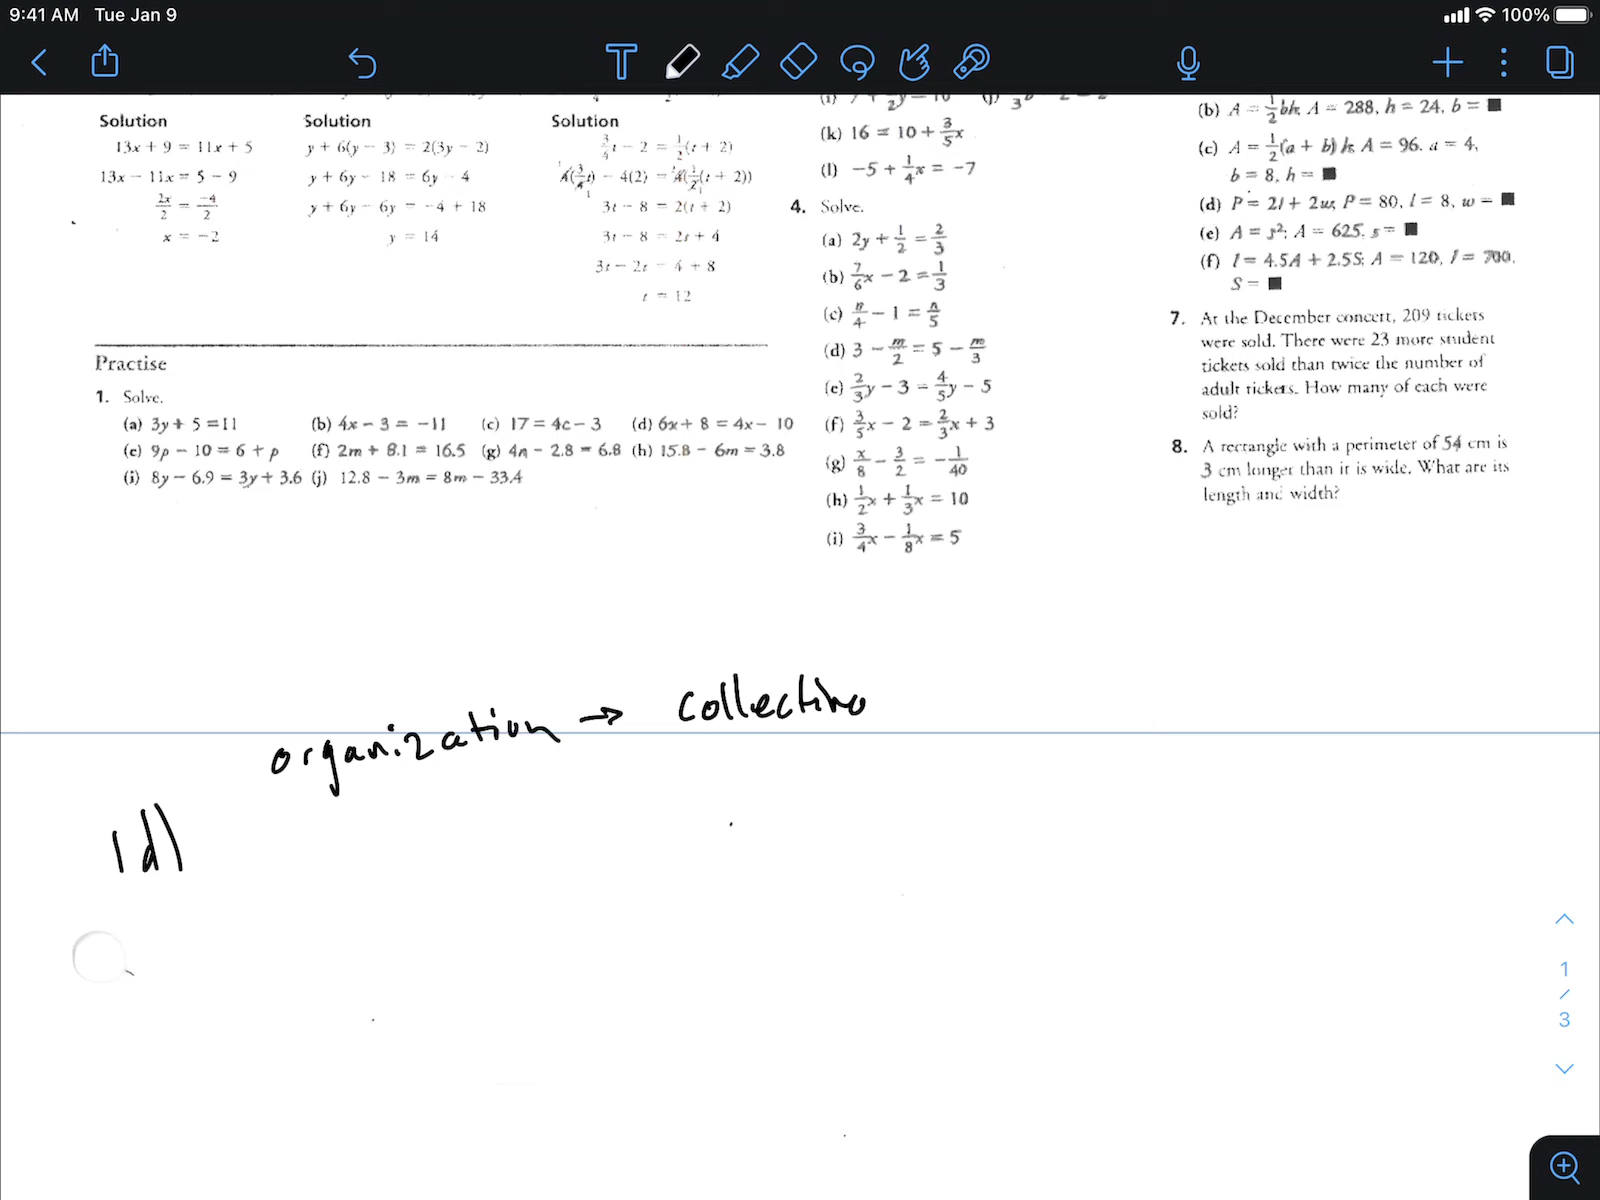 9:41 AM Tue Jan 9
100%
Solution
13x + 9 = 11x + 5
13x − 11x = 5 − 9
2x/2 = −4/2
x = −2
Solution
y + 6(y − 3) = 2(3y − 2)
y + 6y − 18 = 6y − 4
y + 6y − 6y = −4 + 18
y = 14
Solution
3/4 t − 2 = 1/2(t + 2)
4(3/4 t) − 4(2) = 4(1/2(t + 2))
3t − 8 = 2(t + 2)
3t − 8 = 2t + 4
3t − 2t = 4 + 8
t = 12
Practise
1. Solve.
(a) 3y + 5 = 11 (b) 4x − 3 = −11 (c) 17 = 4c − 3 (d) 6x + 8 = 4x − 10
(e) 9p − 10 = 6 + p (f) 2m + 8.1 = 16.5 (g) 4n − 2.8 = 6.8 (h) 15.8 − 6m = 3.8
(i) 8y − 6.9 = 3y + 3.6 (j) 12.8 − 3m = 8m − 33.4
(k) 16 = 10 + 3/5 x
(l) −5 + 1/4 x = −7
4. Solve.
(a) 2y + 1/2 = 2/3
(b) 7/6 x − 2 = 1/3
(c) n/4 − 1 = n/5
(d) 3 − m/2 = 5 − m/3
(e) 2/3 y − 3 = 4/5 y − 5
(f) 3/5 x − 2 = 2/3 x + 3
(g) x/8 − 3/2 = −1/40
(h) 1/2 x + 1/3 x = 10
(i) 3/4 x − 1/8 x = 5
(b) A = 1/2 bh; A = 288, h = 24, b = ■
(c) A = 1/2(a + b)h; A = 96, a = 4,
b = 8, h = ■
(d) P = 2l + 2w; P = 80, l = 8, w = ■
(e) A = s²; A = 625, s = ■
(f) I = 4.5A + 2.5S; A = 120, I = 700,
S = ■
7. At the December concert, 209 tickets
were sold. There were 23 more student
tickets sold than twice the number of
adult tickets. How many of each were
sold?
8. A rectangle with a perimeter of 54 cm is
3 cm longer than it is wide. What are its
length and width?
organization → collecting
1d)
1
/
3